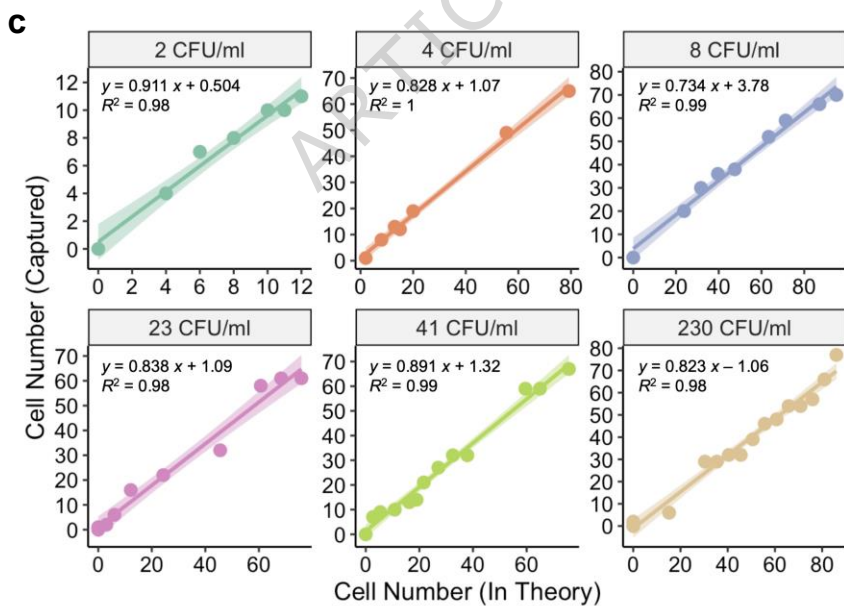 c
ARTIC
2 CFU/ml
4 CFU/ml
8 CFU/ml
y = 0.911 x + 0.504
R² = 0.98
y = 0.828 x + 1.07
R² = 1
y = 0.734 x + 3.78
R² = 0.99
12
10
8
6
4
2
0
70
60
50
40
30
20
10
0
80
70
60
50
40
30
20
10
0
0 2 4 6 8 10 12
0 20 40 60 80
0 20 40 60 80
23 CFU/ml
41 CFU/ml
230 CFU/ml
y = 0.838 x + 1.09
R² = 0.98
y = 0.891 x + 1.32
R² = 0.99
y = 0.823 x − 1.06
R² = 0.98
70
60
50
40
30
20
10
0
70
60
50
40
30
20
10
0
80
70
60
50
40
30
20
10
0
0 20 40 60
0 20 40 60
0 20 40 60 80
Cell Number (Captured)
Cell Number (In Theory)